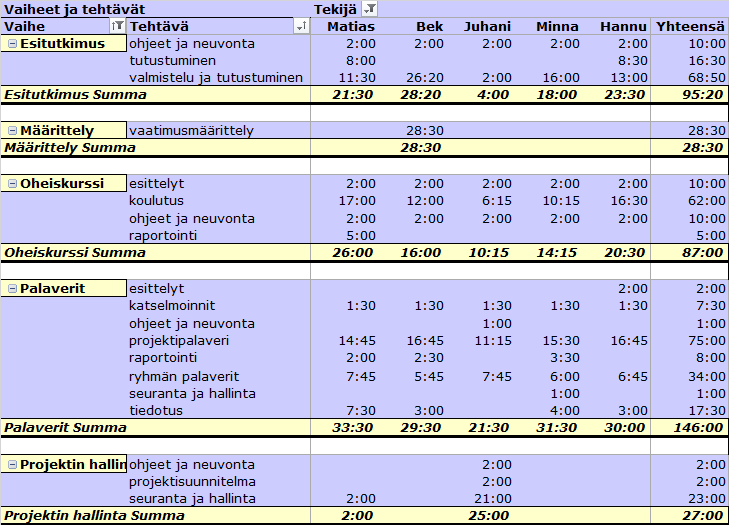 Vaiheet ja tehtävät Tekijä
Vaihe Tehtävä Matias Bek Juhani Minna Hannu Yhteensä
Esitutkimus ohjeet ja neuvonta 2:00 2:00 2:00 2:00 2:00 10:00
tutustuminen 8:00 8:30 16:30
valmistelu ja tutustuminen 11:30 26:20 2:00 16:00 13:00 68:50
Esitutkimus Summa 21:30 28:20 4:00 18:00 23:30 95:20
Määrittely vaatimusmäärittely 28:30 28:30
Määrittely Summa 28:30 28:30
Oheiskurssi esittelyt 2:00 2:00 2:00 2:00 2:00 10:00
koulutus 17:00 12:00 6:15 10:15 16:30 62:00
ohjeet ja neuvonta 2:00 2:00 2:00 2:00 2:00 10:00
raportointi 5:00 5:00
Oheiskurssi Summa 26:00 16:00 10:15 14:15 20:30 87:00
Palaverit esittelyt 2:00 2:00
katselmoinnit 1:30 1:30 1:30 1:30 1:30 7:30
ohjeet ja neuvonta 1:00 1:00
projektipalaveri 14:45 16:45 11:15 15:30 16:45 75:00
raportointi 2:00 2:30 3:30 8:00
ryhmän palaverit 7:45 5:45 7:45 6:00 6:45 34:00
seuranta ja hallinta 1:00 1:00
tiedotus 7:30 3:00 4:00 3:00 17:30
Palaverit Summa 33:30 29:30 21:30 31:30 30:00 146:00
Projektin hallin ohjeet ja neuvonta 2:00 2:00
projektisuunnitelma 2:00 2:00
seuranta ja hallinta 2:00 21:00 23:00
Projektin hallinta Summa 2:00 25:00 27:00